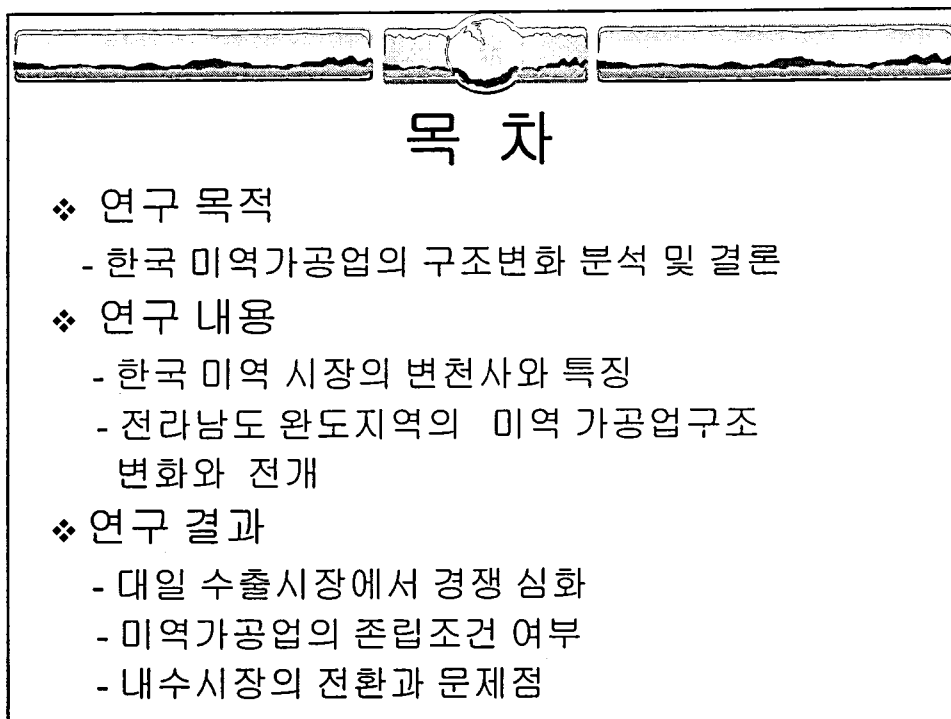 목 차
❖ 연구 목적
- 한국 미역가공업의 구조변화 분석 및 결론
❖ 연구 내용
- 한국 미역 시장의 변천사와 특징
- 전라남도 완도지역의 미역 가공업구조
변화와 전개
❖ 연구 결과
- 대일 수출시장에서 경쟁 심화
- 미역가공업의 존립조건 여부
- 내수시장의 전환과 문제점